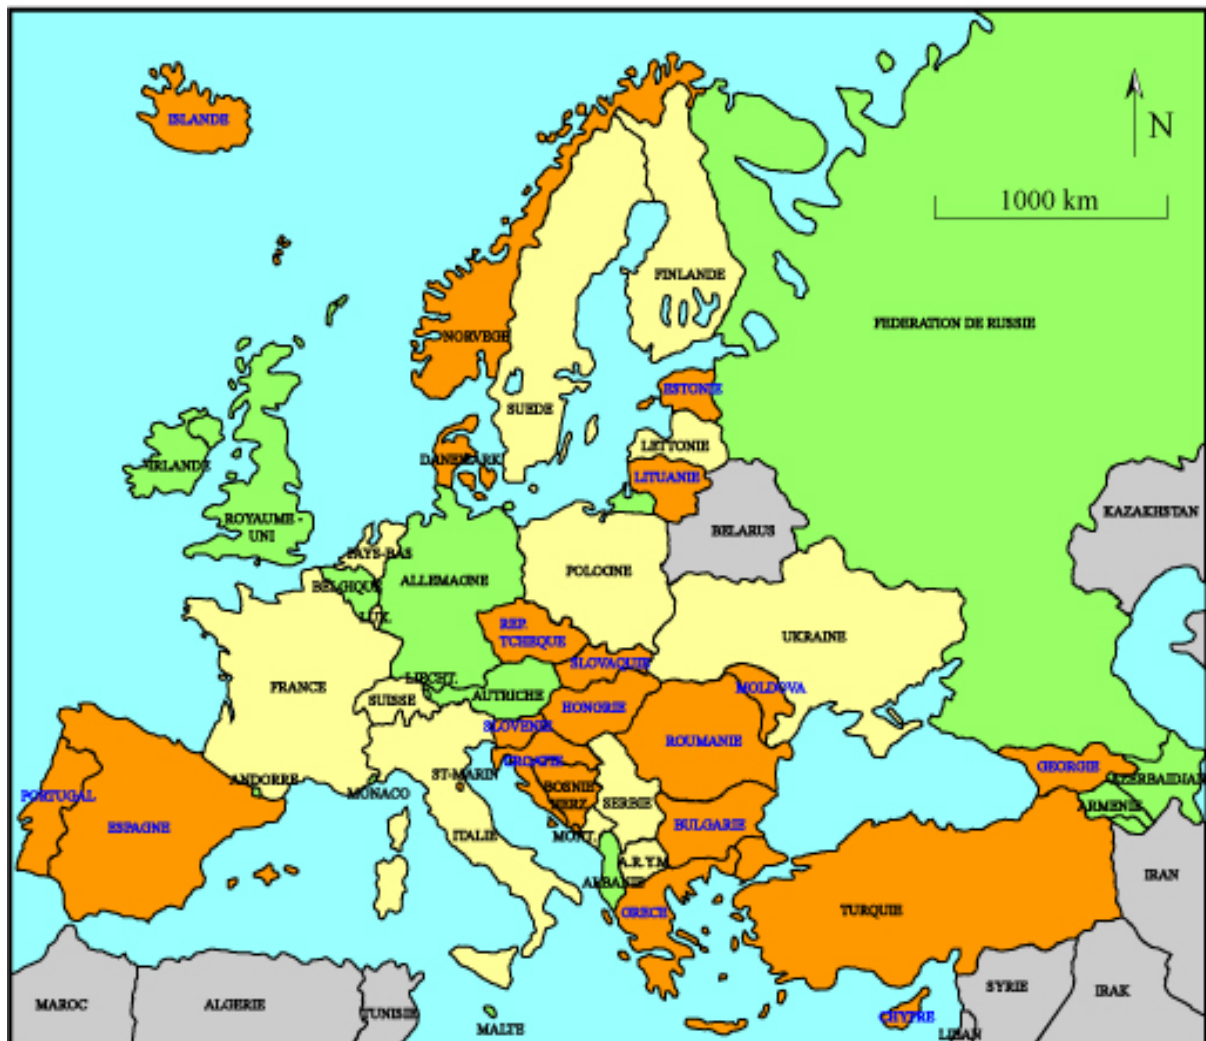 ISLANDE
N
1000 km
FINLANDE
FEDERATION DE RUSSIE
NORVEGE
ESTONIE
SUEDE
LETTONIE
DANEMARK
IRLANDE
LITUANIE
KAZAKHSTAN
ROYAUME -
UNI
BELARUS
PAYS-BAS
POLOGNE
BELGIQUE
ALLEMAGNE
LUX.
REP.
TCHEQUE
UKRAINE
SLOVAQUIE
LIECHT.
FRANCE
SUISSE
AUTRICHE
MOLDOVA
HONGRIE
SLOVENIE
ROUMANIE
CROATIE
GEORGIE
ST-MARIN
ANDORRE
MONACO
BOSNIE
HERZ.
AZERBAIDJAN
PORTUGAL
SERBIE
ARMENIE
ESPAGNE
ITALIE
MONT.
BULGARIE
A.R.Y.M
ALBANIE
IRAN
GRECE
TURQUIE
MAROC
ALGERIE
TUNISIE
MALTE
CHYPRE
SYRIE
IRAK
LIBAN